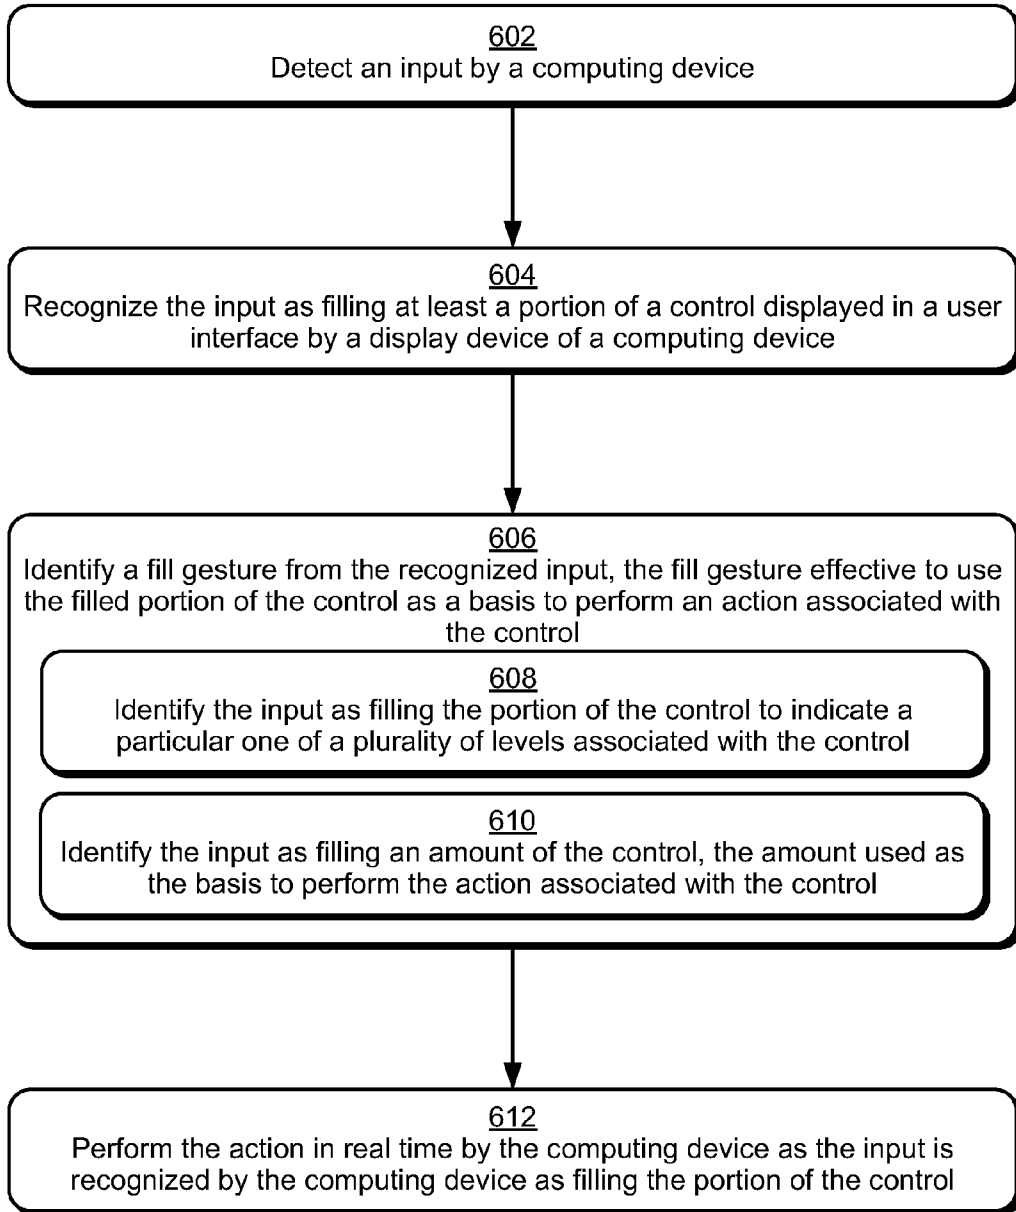 602
Detect an input by a computing device
604
Recognize the input as filling at least a portion of a control displayed in a user
interface by a display device of a computing device
606
Identify a fill gesture from the recognized input, the fill gesture effective to use
the filled portion of the control as a basis to perform an action associated with
the control
608
Identify the input as filling the portion of the control to indicate a
particular one of a plurality of levels associated with the control
610
Identify the input as filling an amount of the control, the amount used as
the basis to perform the action associated with the control
612
Perform the action in real time by the computing device as the input is
recognized by the computing device as filling the portion of the control